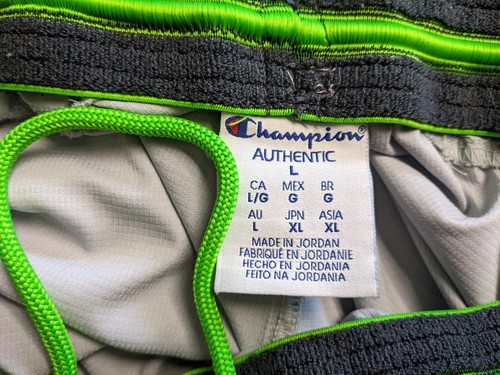 Champion
AUTHENTIC
L
CA MEX BR
L/G G G
AU JPN ASIA
L XL XL
MADE IN JORDAN
FABRIQUÉ EN JORDANIE
HECHO EN JORDANIA
FEITO NA JORDANIA